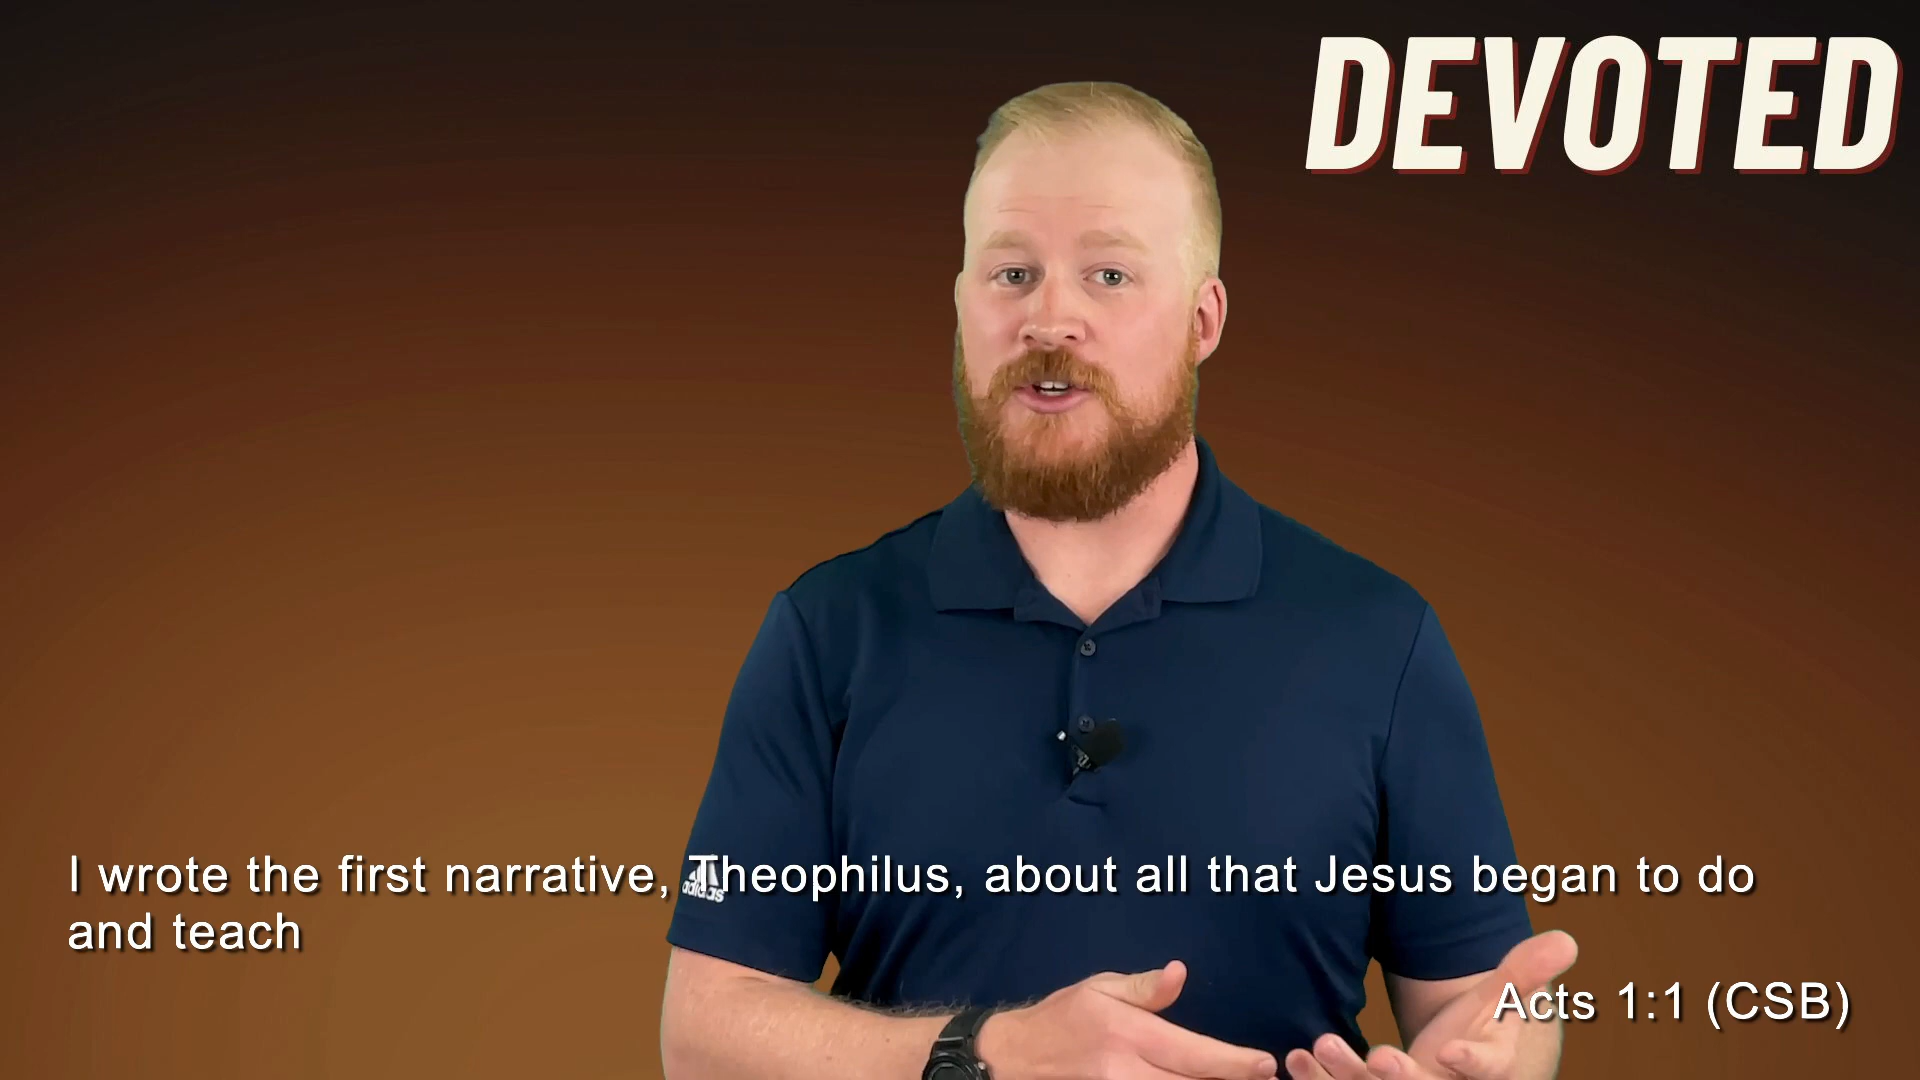 DEVOTED
I wrote the first narrative, Theophilus, about all that Jesus began to do
and teach
adidas
Acts 1:1 (CSB)